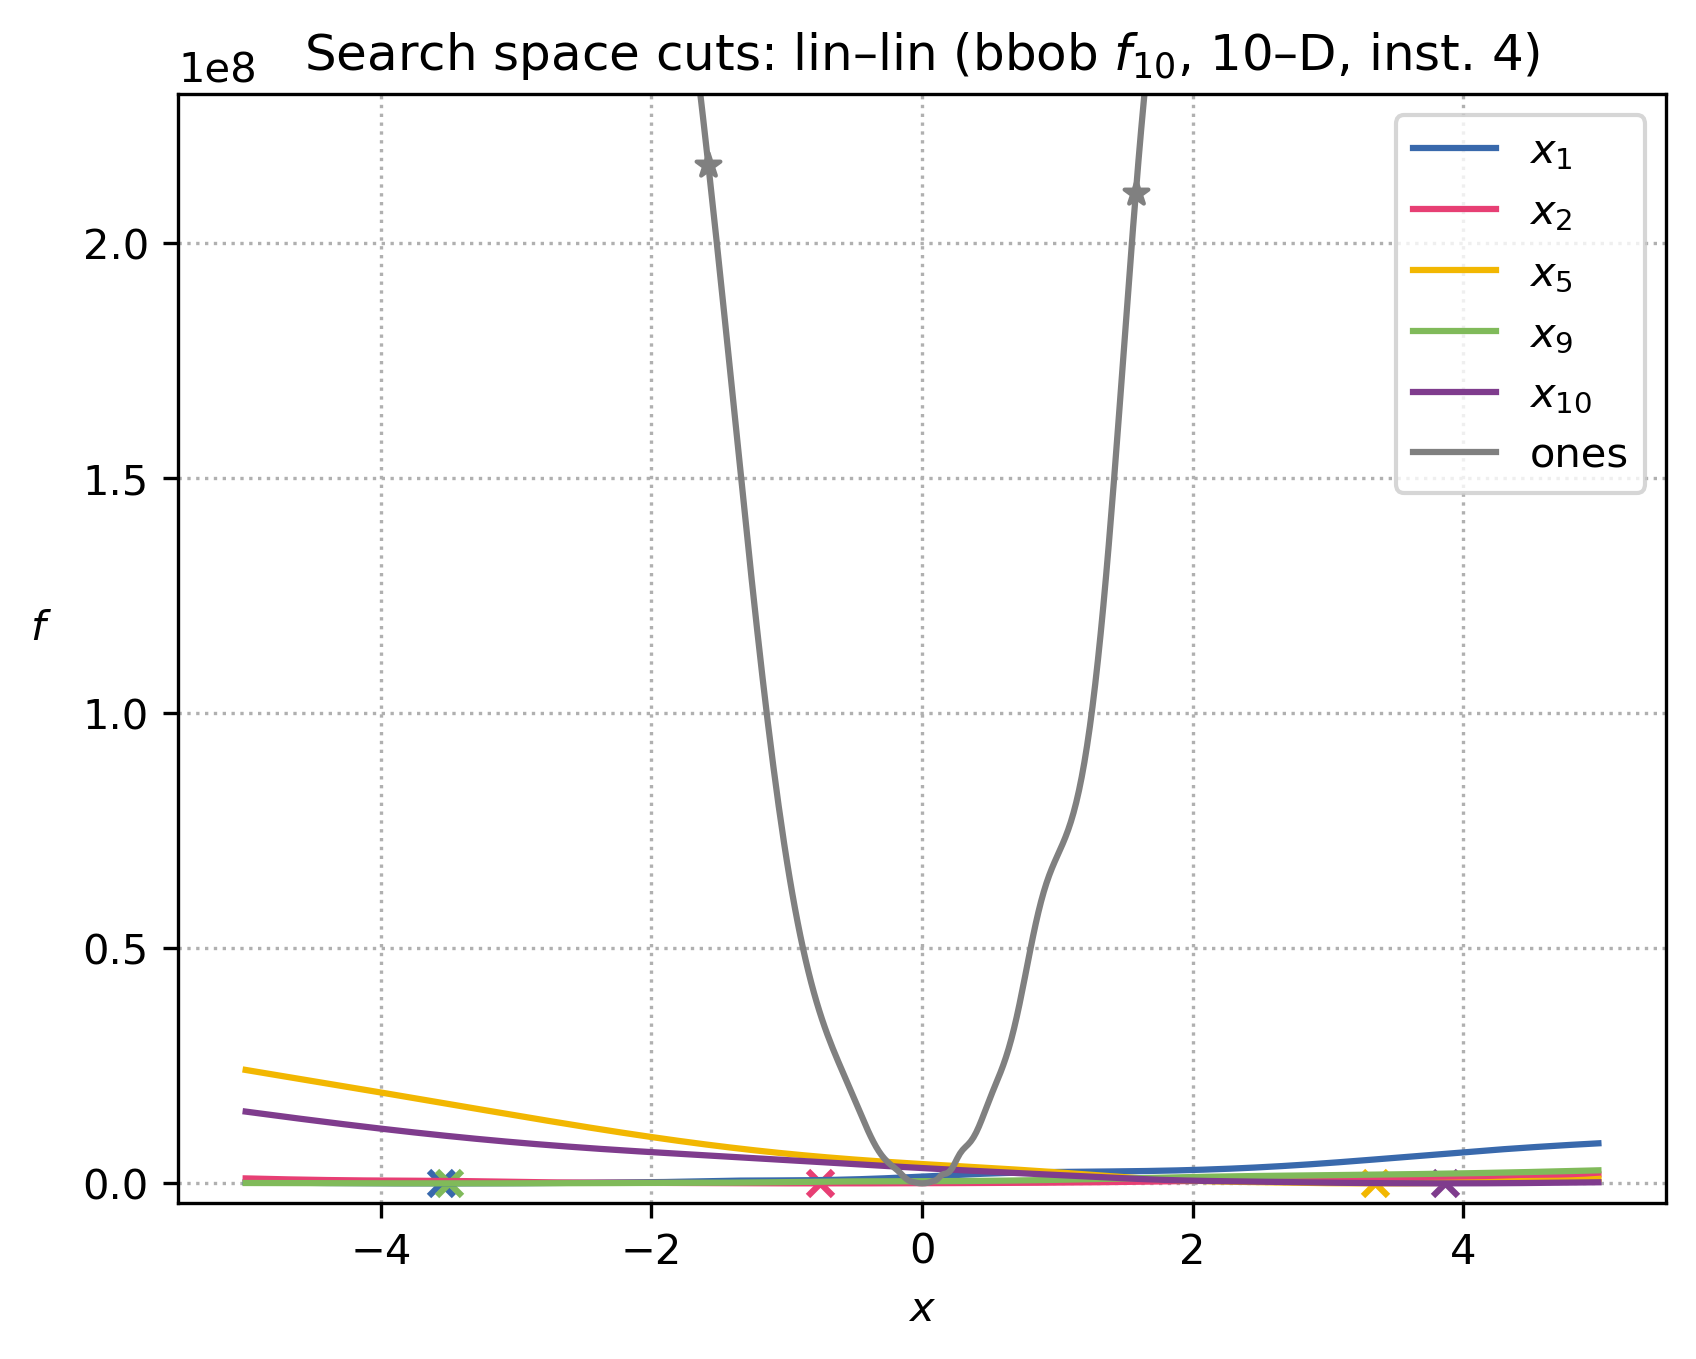 Search space cuts: lin–lin (bbob f₁₀, 10–D, inst. 4)
1e8
x₁
x₂
x₅
x₉
x₁₀
ones
2.0
1.5
1.0
0.5
0.0
f
−4 −2 0 2 4
x